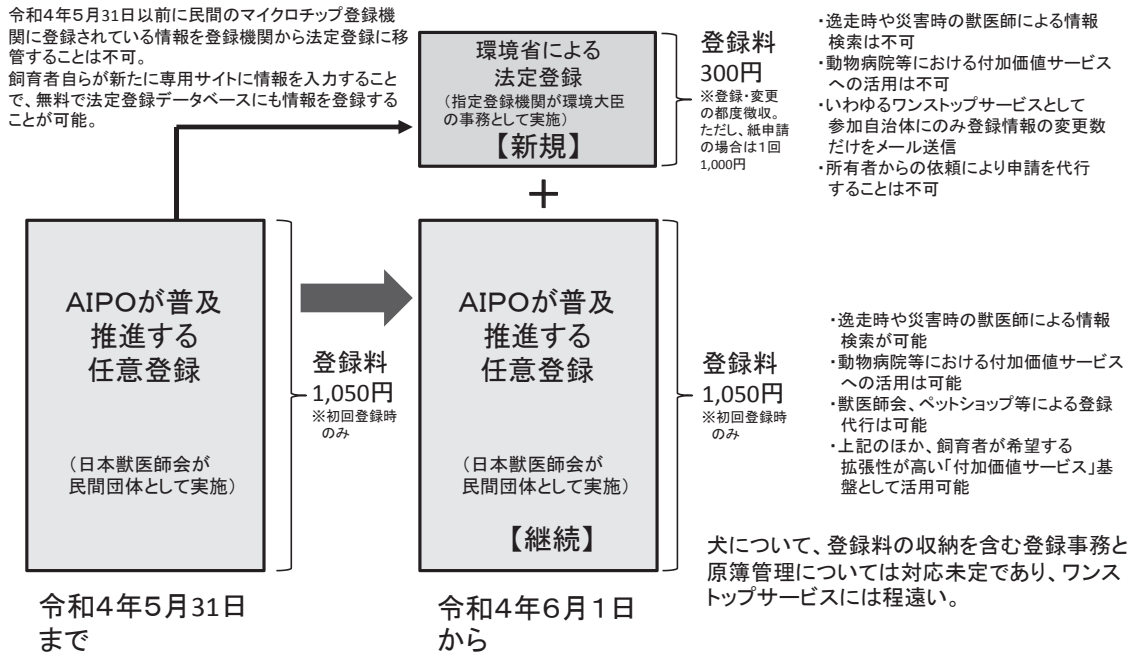 令和４年５月31日以前に民間のマイクロチップ登録機
関に登録されている情報を登録機関から法定登録に移
管することは不可。
飼育者自らが新たに専用サイトに情報を入力すること
で、無料で法定登録データベースにも情報を登録する
ことが可能。
環境省による
法定登録
（指定登録機関が環境大臣
の事務として実施）
【新規】
登録料
300円
※登録・変更
の都度徴収。
ただし、紙申請
の場合は１回
1,000円
・逸走時や災害時の獣医師による情報
検索は不可
・動物病院等における付加価値サービス
への活用は不可
・いわゆるワンストップサービスとして
参加自治体にのみ登録情報の変更数
だけをメール送信
・所有者からの依頼により申請を代行
することは不可
＋
ＡＩＰＯが普及
推進する
任意登録
（日本獣医師会が
民間団体として実施）
登録料
1,050円
※初回登録時
のみ
ＡＩＰＯが普及
推進する
任意登録
（日本獣医師会が
民間団体として実施）
【継続】
登録料
1,050円
※初回登録時
のみ
・逸走時や災害時の獣医師による情報
検索が可能
・動物病院等における付加価値サービス
への活用は可能
・獣医師会、ペットショップ等による登録
代行は可能
・上記のほか、飼育者が希望する
拡張性が高い「付加価値サービス」基
盤として活用可能
犬について、登録料の収納を含む登録事務と
原簿管理については対応未定であり、ワンス
トップサービスには程遠い。
令和４年５月31日
まで
令和４年６月１日
から